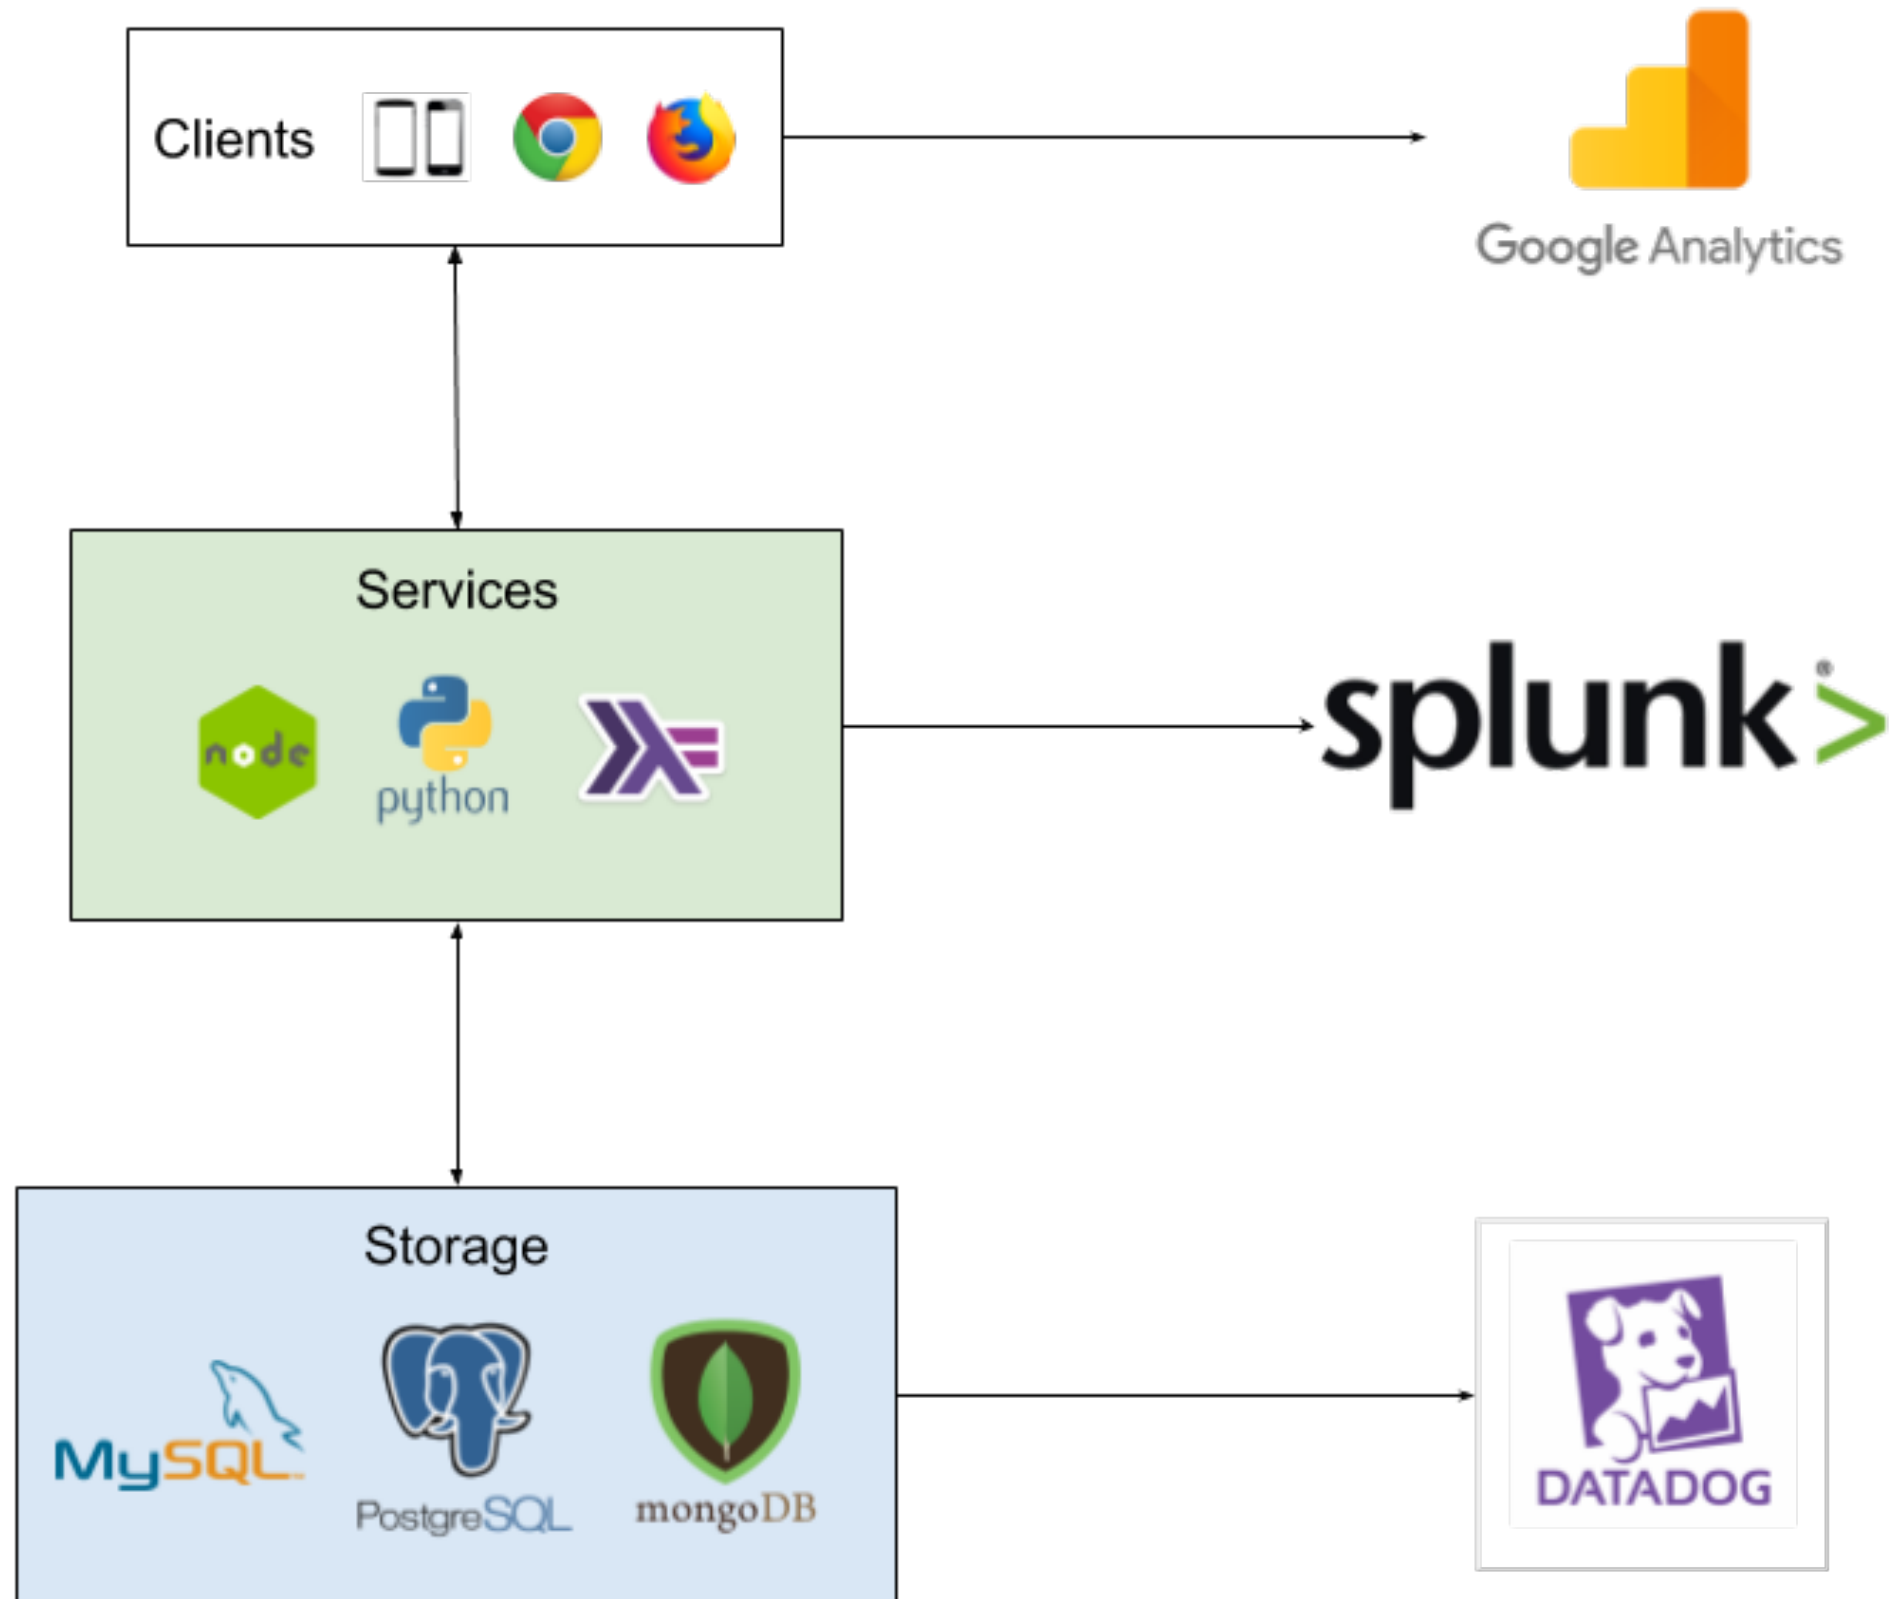 Clients
Google Analytics
Services
node
python
splunk>®
Storage
MySQL
PostgreSQL
mongoDB
DATADOG